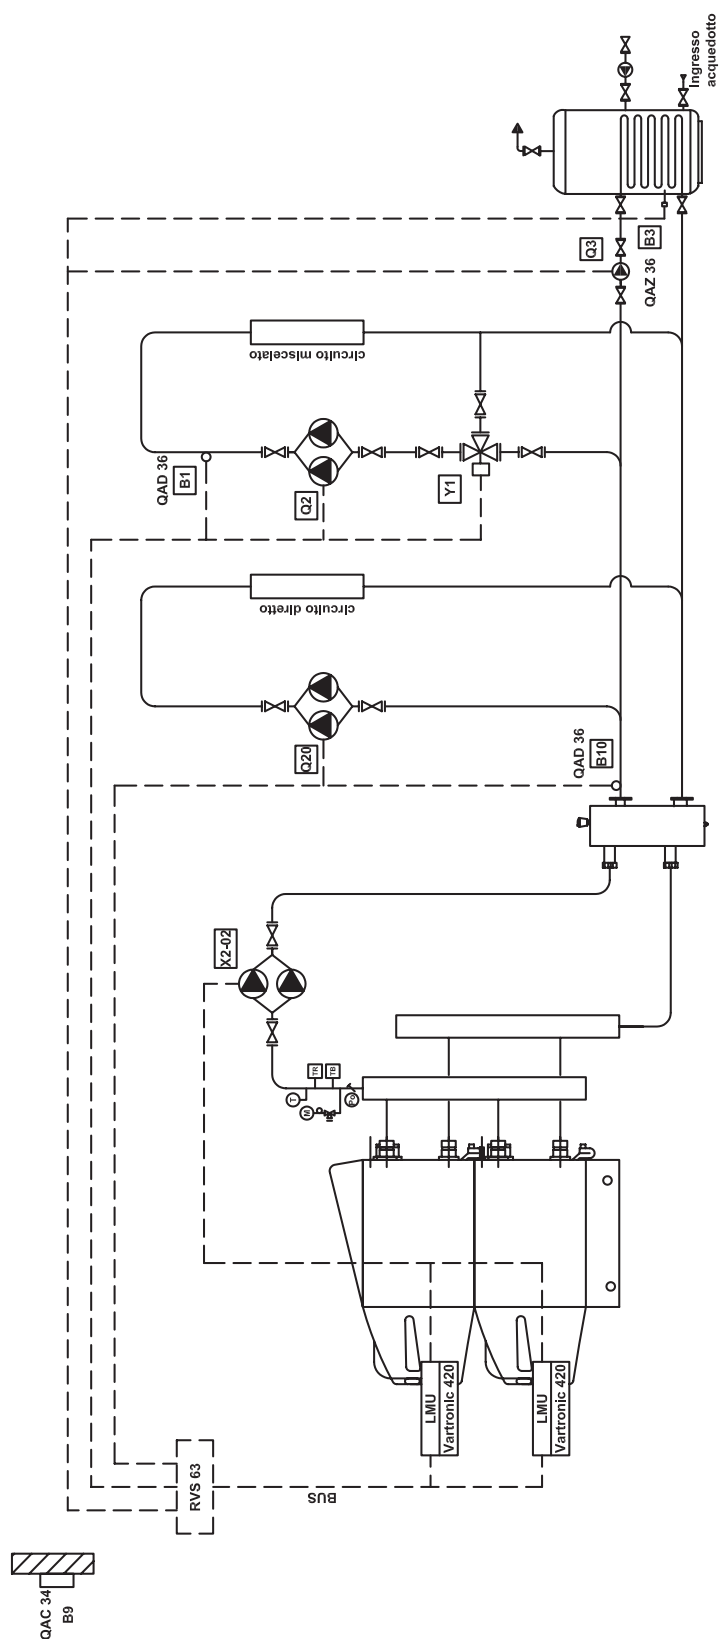 QAC 34
B9
RVS 63
BUS
LMU
Vartronic 420
LMU
Vartronic 420
T
M
TR
TB
Po
X2-02
Q20
QAD 36
B10
circuito diretto
QAD 36
B1
Q2
Y1
circuito miscelato
Q3
B3
QAZ 36
Ingresso
acquedotto